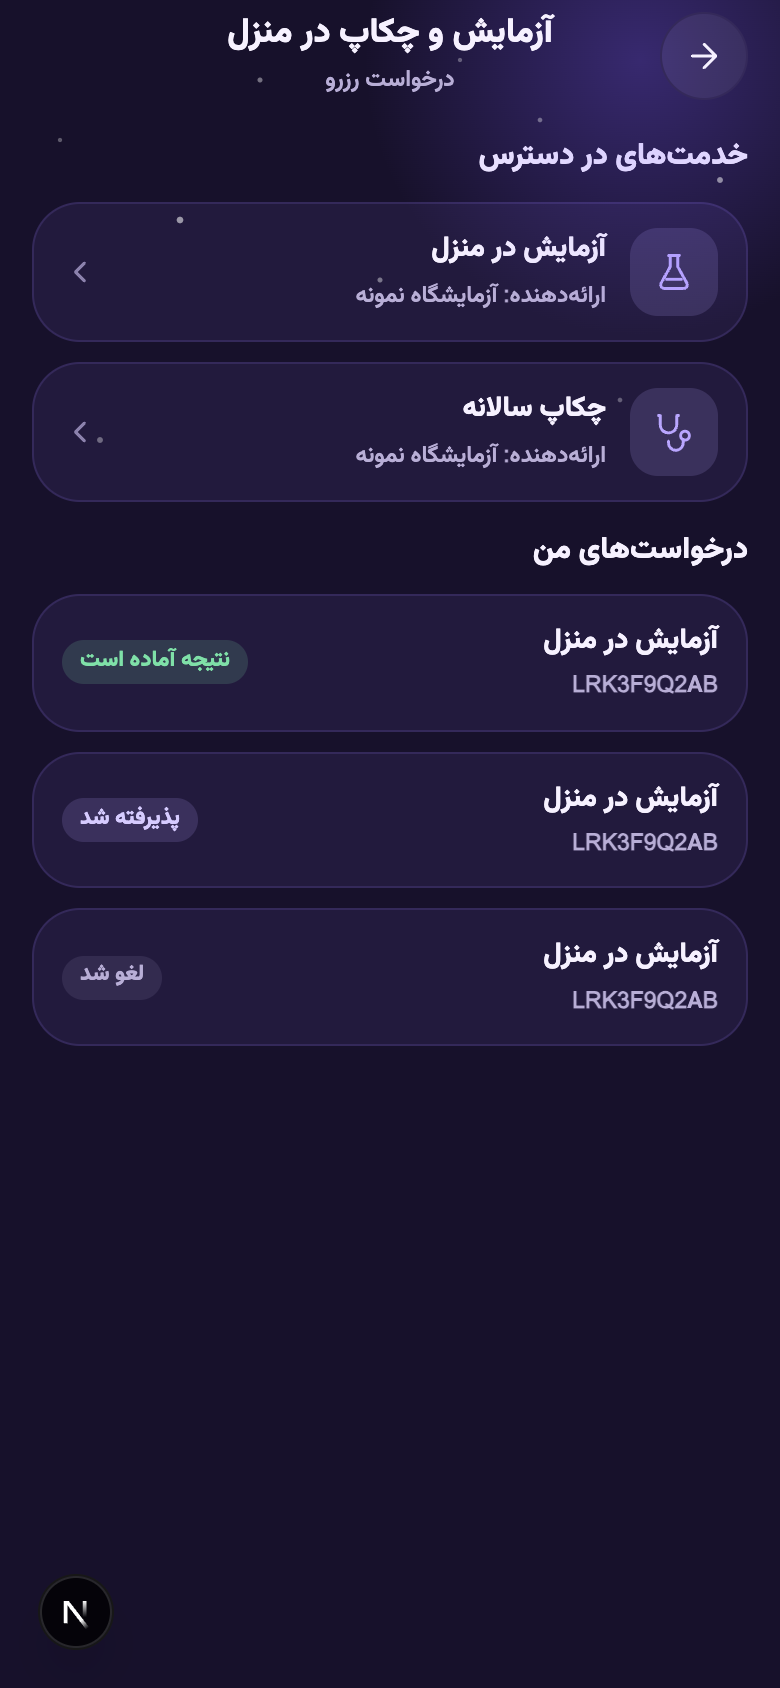 آزمایش و چکاپ در منزل
درخواست رزرو
خدمت‌های در دسترس
آزمایش در منزل
ارائه‌دهنده: آزمایشگاه نمونه
چکاپ سالانه
ارائه‌دهنده: آزمایشگاه نمونه
درخواست‌های من
آزمایش در منزل
نتیجه آماده است
LRK3F9Q2AB
آزمایش در منزل
پذیرفته شد
LRK3F9Q2AB
آزمایش در منزل
لغو شد
LRK3F9Q2AB
N